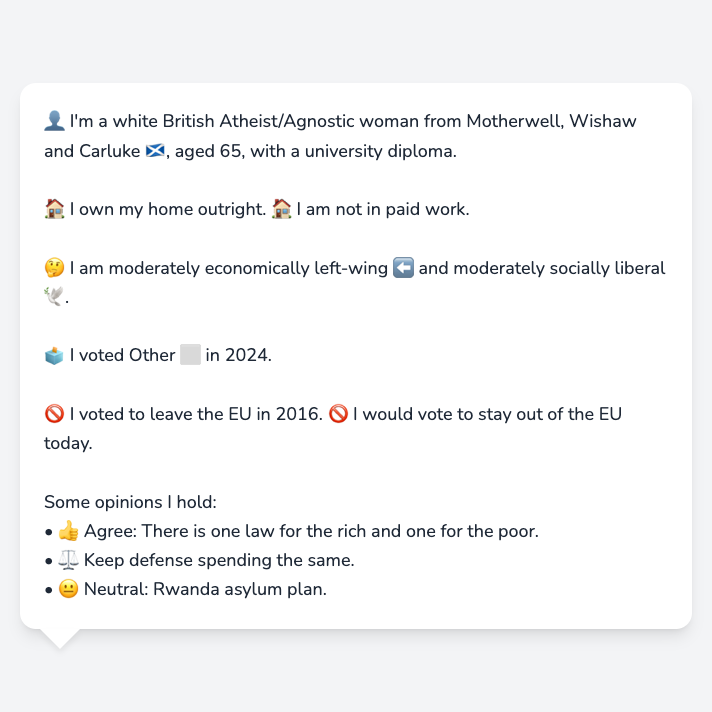 👤 I'm a white British Atheist/Agnostic woman from Motherwell, Wishaw
and Carluke 🏴󠁧󠁢󠁳󠁣󠁴󠁿, aged 65, with a university diploma.
🏠 I own my home outright. 🏠 I am not in paid work.
🤔 I am moderately economically left-wing ⬅️ and moderately socially liberal
🕊️.
🗳️ I voted Other ⬜ in 2024.
🚫 I voted to leave the EU in 2016. 🚫 I would vote to stay out of the EU
today.
Some opinions I hold:
• 👍 Agree: There is one law for the rich and one for the poor.
• ⚖️ Keep defense spending the same.
• 😐 Neutral: Rwanda asylum plan.